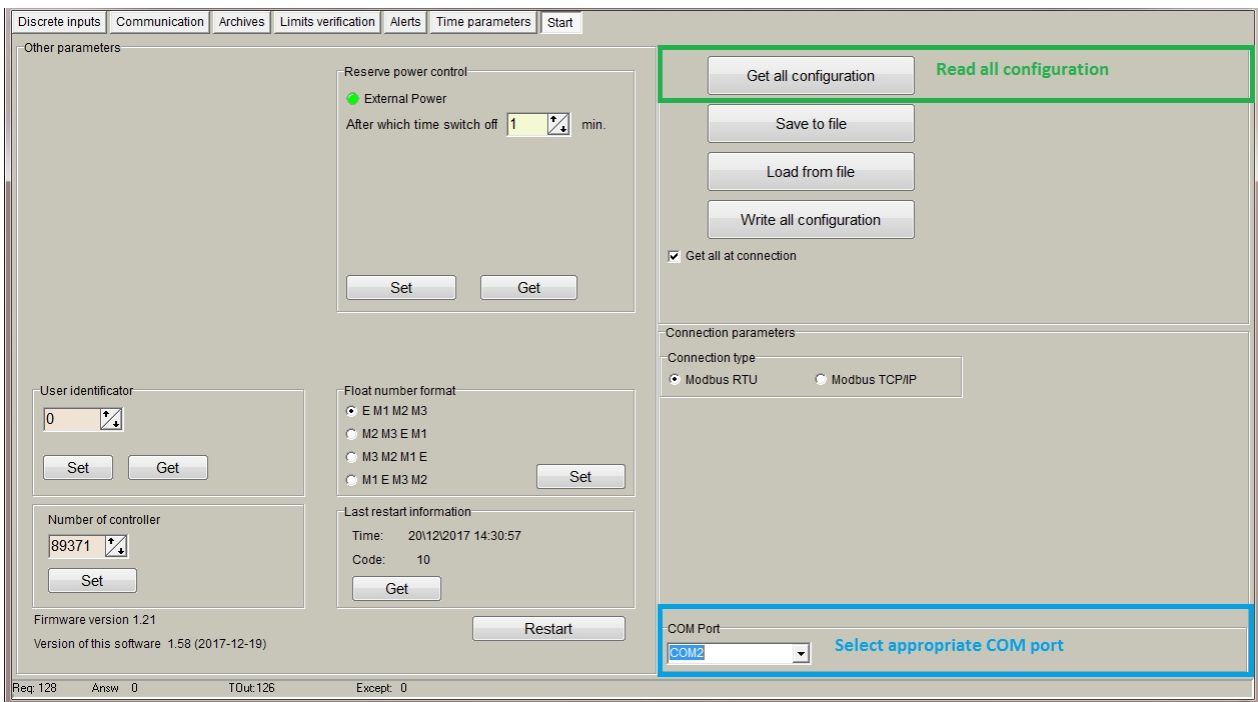 Discrete inputs Communication Archives Limits verification Alerts Time parameters Start
Other parameters
Reserve power control
External Power
After which time switch off 1 min.
Set Get
User identificator
0
Set Get
Float number format
E M1 M2 M3
M2 M3 E M1
M3 M2 M1 E
M1 E M3 M2
Set
Number of controller
89371
Set
Last restart information
Time: 20\12\2017 14:30:57
Code: 10
Get
Firmware version 1.21
Version of this software 1.58 (2017-12-19)
Restart
Get all configuration Read all configuration
Save to file
Load from file
Write all configuration
Get all at connection
Connection parameters
Connection type
Modbus RTU Modbus TCP/IP
COM Port
COM2 Select appropriate COM port
Req: 128 Answ 0 TOut:126 Except: 0